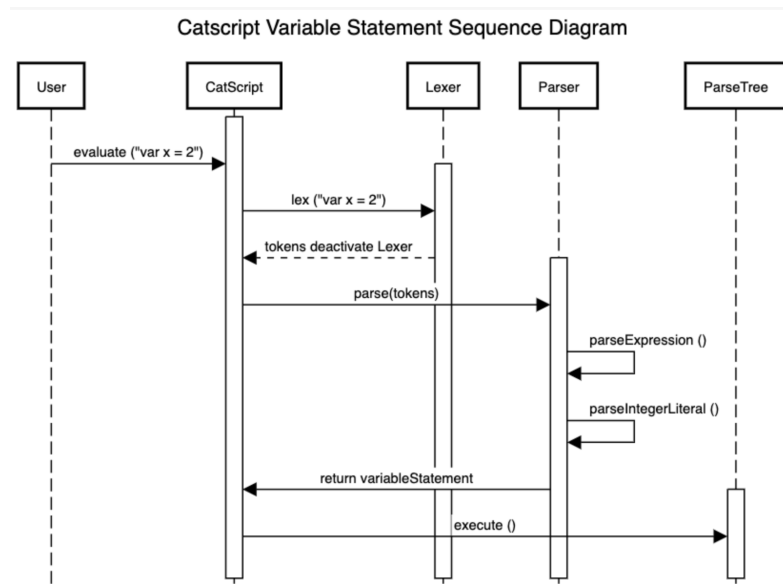 Catscript Variable Statement Sequence Diagram
User
CatScript
Lexer
Parser
ParseTree
evaluate ("var x = 2")
lex ("var x = 2")
tokens deactivate Lexer
parse(tokens)
parseExpression ()
parseIntegerLiteral ()
return variableStatement
execute ()